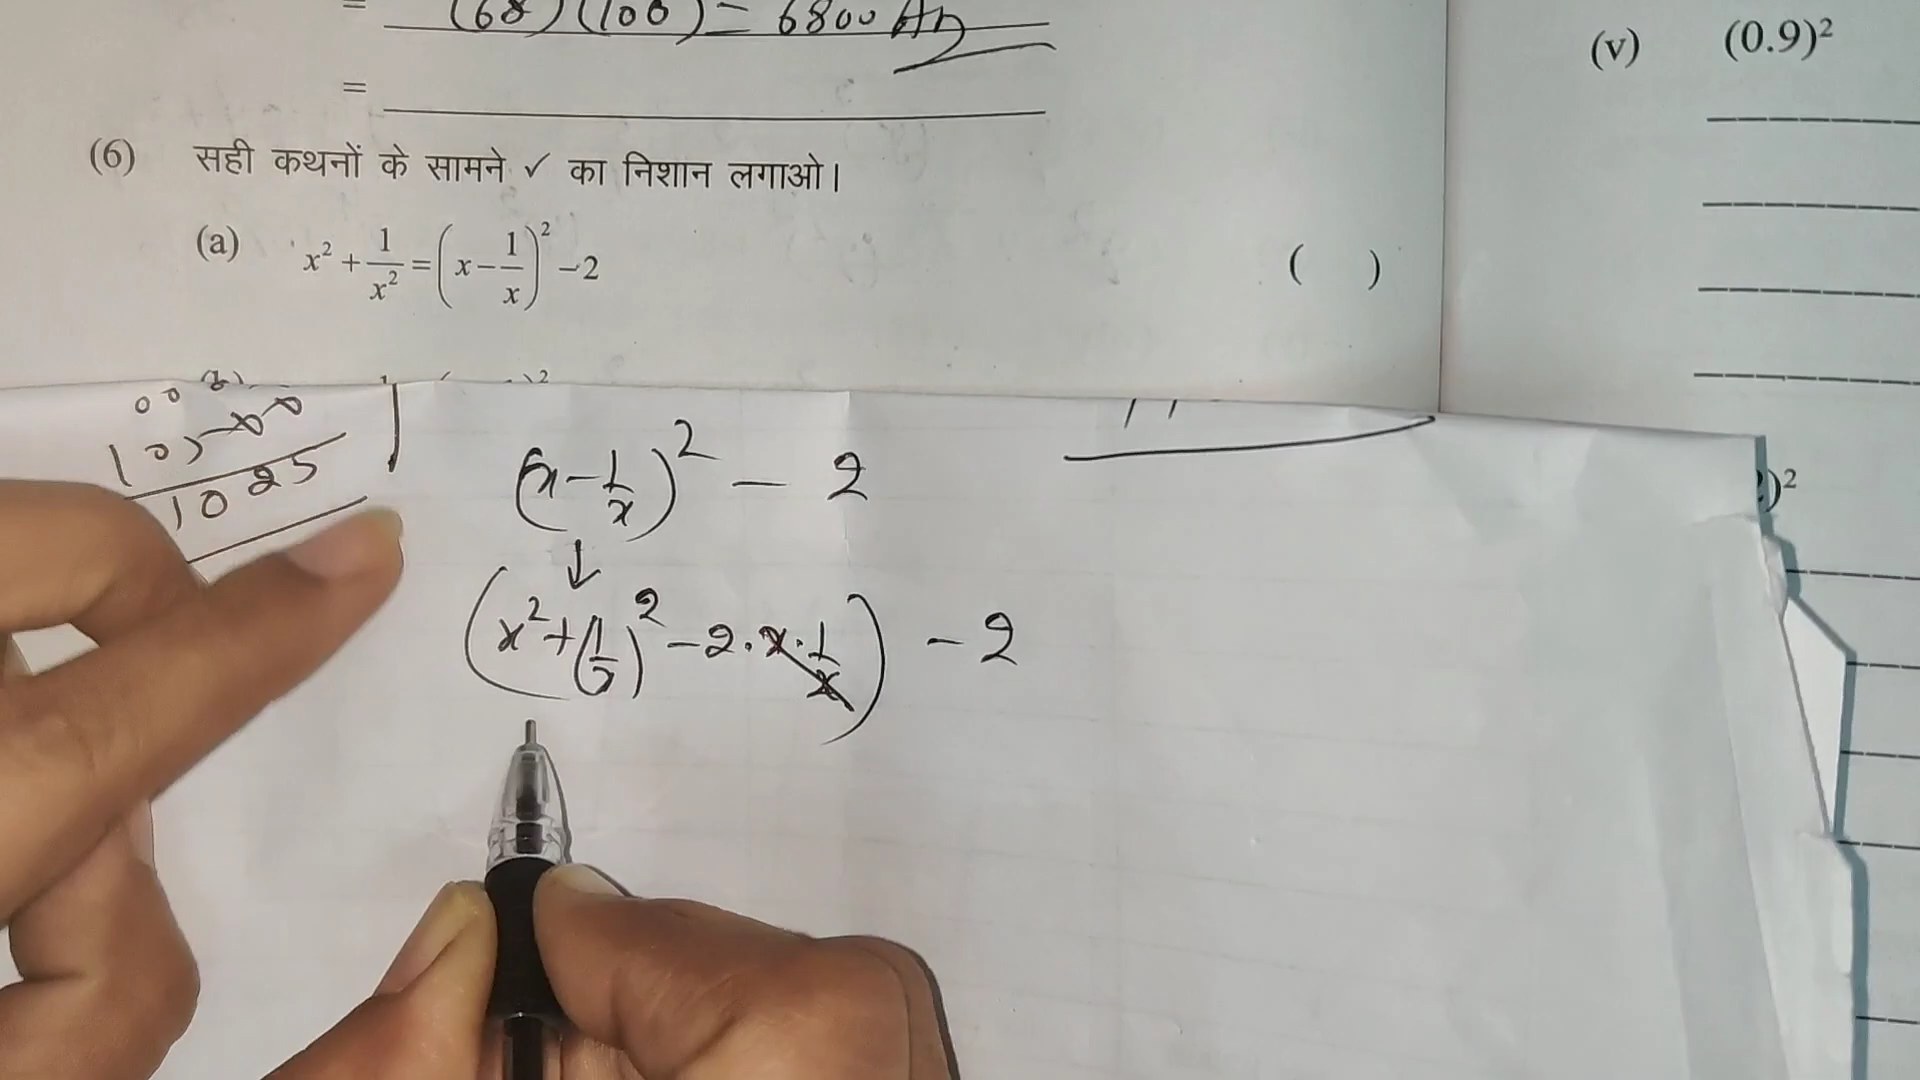 = (68)(100) = 6800 Ans
=
(6) सही कथनों के सामने ✓ का निशान लगाओ।
(a) x² + 1/x² = (x - 1/x)² - 2 ( )
1025
(x - 1/x)² - 2
↓
(x² + (1/x)² - 2 · x · 1/x) - 2
(v) (0.9)²
)²